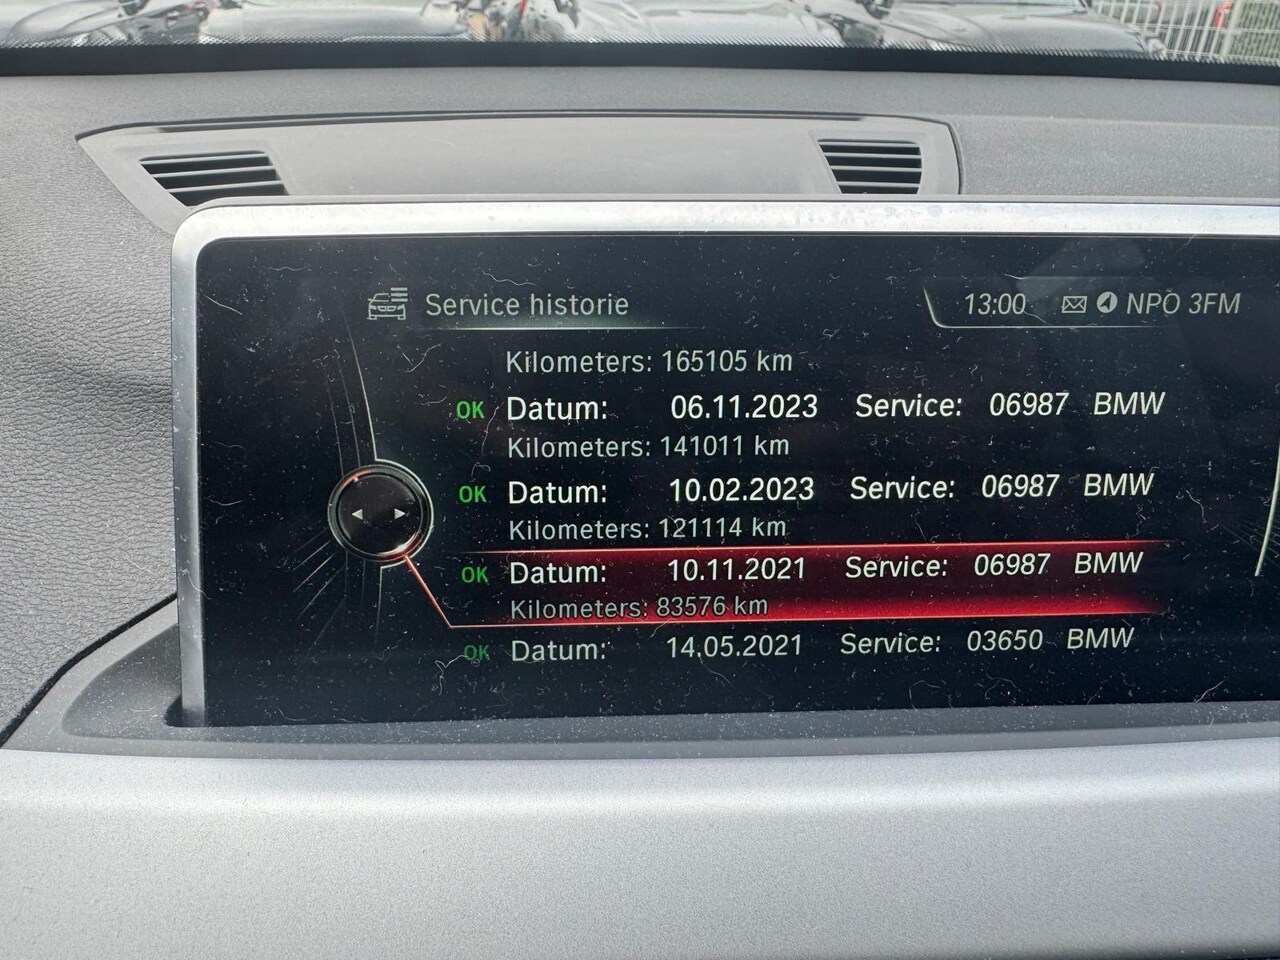 Service historie
13:00 NPO 3FM
Kilometers: 165105 km
OK Datum: 06.11.2023 Service: 06987 BMW
Kilometers: 141011 km
OK Datum: 10.02.2023 Service: 06987 BMW
Kilometers: 121114 km
OK Datum: 10.11.2021 Service: 06987 BMW
Kilometers: 83576 km
OK Datum: 14.05.2021 Service: 03650 BMW